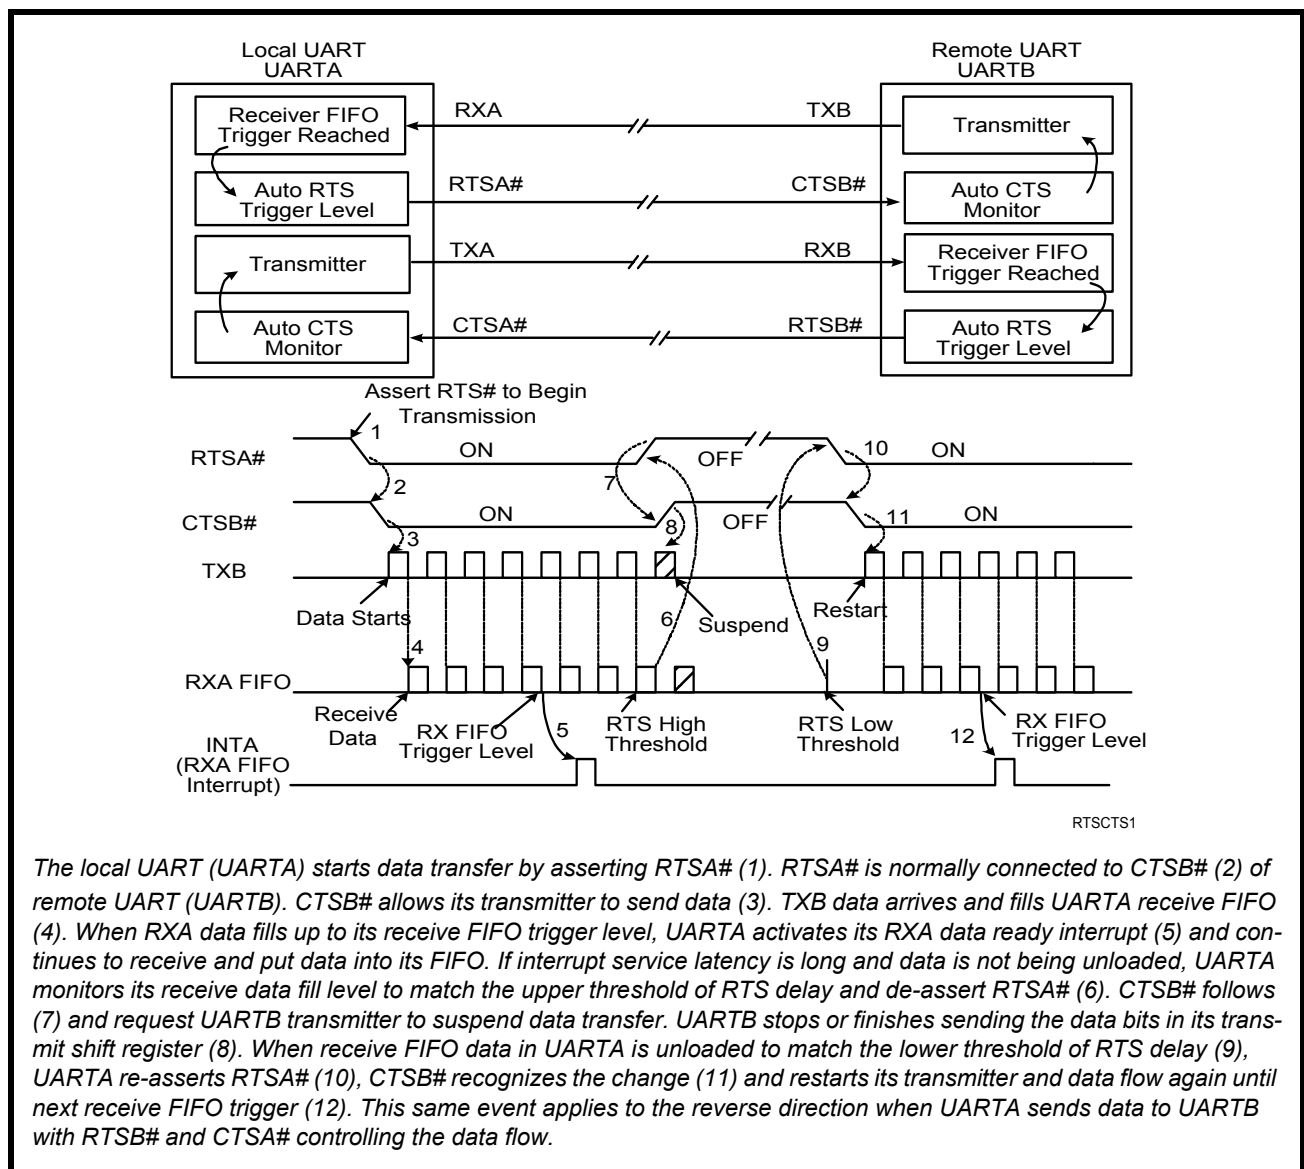 Local UART
UARTA
Remote UART
UARTB
Receiver FIFO
Trigger Reached
RXA
TXB
Transmitter
Auto RTS
Trigger Level
RTSA#
CTSB#
Auto CTS
Monitor
Transmitter
TXA
RXB
Receiver FIFO
Trigger Reached
Auto CTS
Monitor
CTSA#
RTSB#
Auto RTS
Trigger Level
Assert RTS# to Begin
Transmission
1
RTSA#
ON
OFF
10
ON
2
7
CTSB#
ON
8
OFF
11
ON
3
TXB
Data Starts
6
Suspend
Restart
4
9
RXA FIFO
Receive
Data
RX FIFO
Trigger Level
5
RTS High
Threshold
RTS Low
Threshold
12
RX FIFO
Trigger Level
INTA
(RXA FIFO
Interrupt)
RTSCTS1
The local UART (UARTA) starts data transfer by asserting RTSA# (1). RTSA# is normally connected to CTSB# (2) of
remote UART (UARTB). CTSB# allows its transmitter to send data (3). TXB data arrives and fills UARTA receive FIFO
(4). When RXA data fills up to its receive FIFO trigger level, UARTA activates its RXA data ready interrupt (5) and con-
tinues to receive and put data into its FIFO. If interrupt service latency is long and data is not being unloaded, UARTA
monitors its receive data fill level to match the upper threshold of RTS delay and de-assert RTSA# (6). CTSB# follows
(7) and request UARTB transmitter to suspend data transfer. UARTB stops or finishes sending the data bits in its trans-
mit shift register (8). When receive FIFO data in UARTA is unloaded to match the lower threshold of RTS delay (9),
UARTA re-asserts RTSA# (10), CTSB# recognizes the change (11) and restarts its transmitter and data flow again until
next receive FIFO trigger (12). This same event applies to the reverse direction when UARTA sends data to UARTB
with RTSB# and CTSA# controlling the data flow.